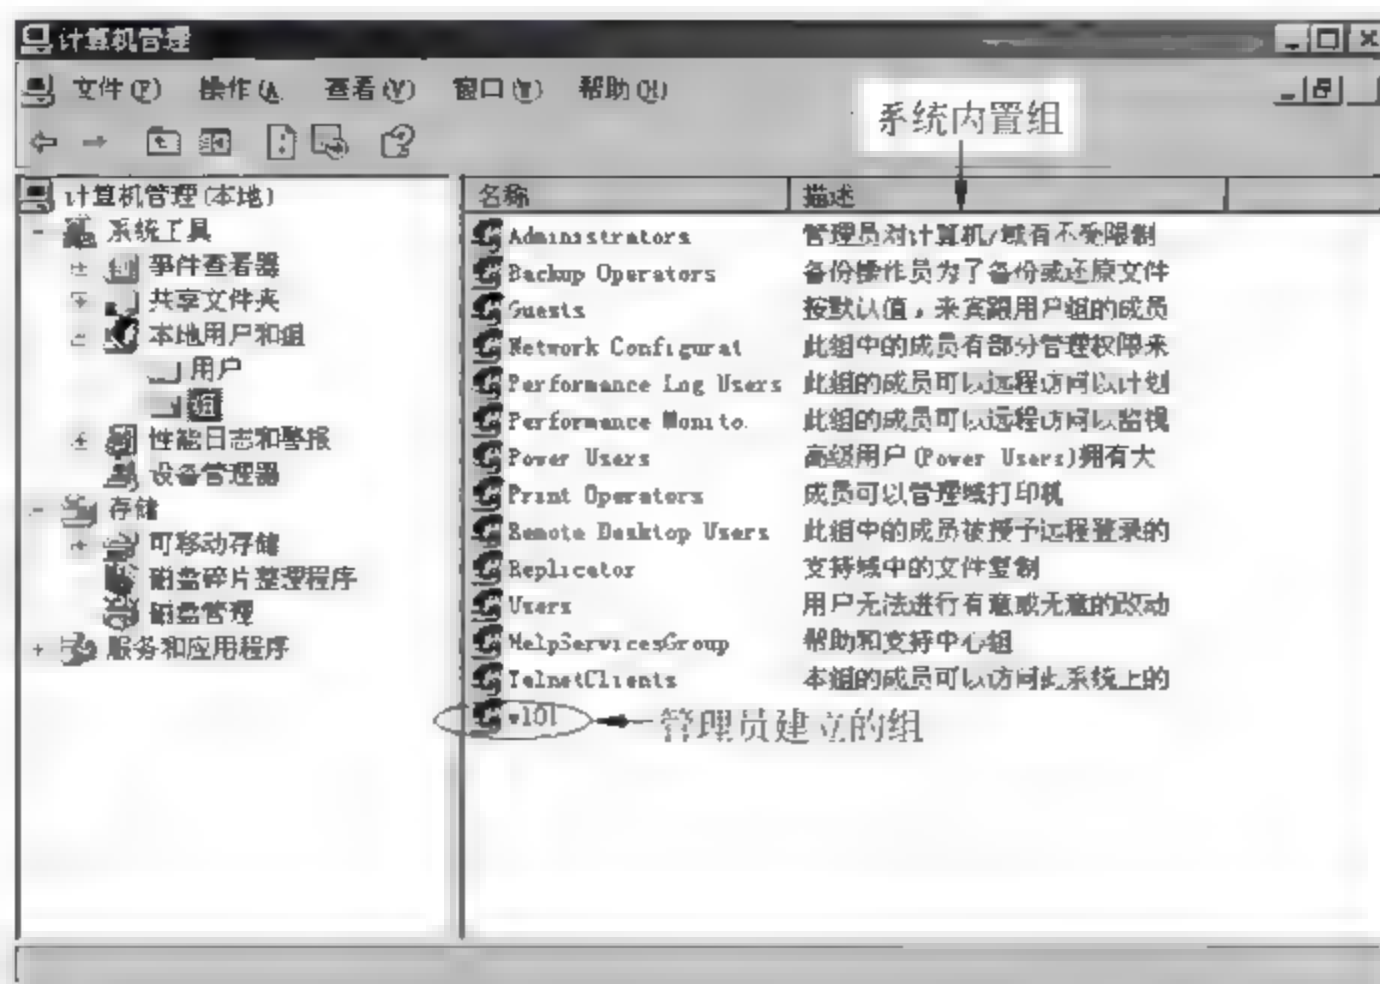 计算机管理
文件(F) 操作(A) 查看(V) 窗口(W) 帮助(H)
系统内置组
计算机管理(本地)
系统工具
事件查看器
共享文件夹
本地用户和组
用户
组
性能日志和警报
设备管理器
存储
可移动存储
磁盘碎片整理程序
磁盘管理
服务和应用程序
名称 描述
Administrators 管理员对计算机/域有不受限制
Backup Operators 备份操作员为了备份或还原文件
Guests 按默认值，来宾跟用户组的成员
Network Configurat 此组中的成员有部分管理权限来
Performance Log Users 此组的成员可以远程访问以计划
Performance Monito. 此组的成员可以远程访问以监视
Power Users 高级用户(Power Users)拥有大
Print Operators 成员可以管理域打印机
Remote Desktop Users 此组中的成员被授予远程登录的
Replicator 支持域中的文件复制
Users 用户无法进行有意或无意的改动
HelpServicesGroup 帮助和支持中心组
TelnetClients 本组的成员可以访问此系统上的
管理员建立的组